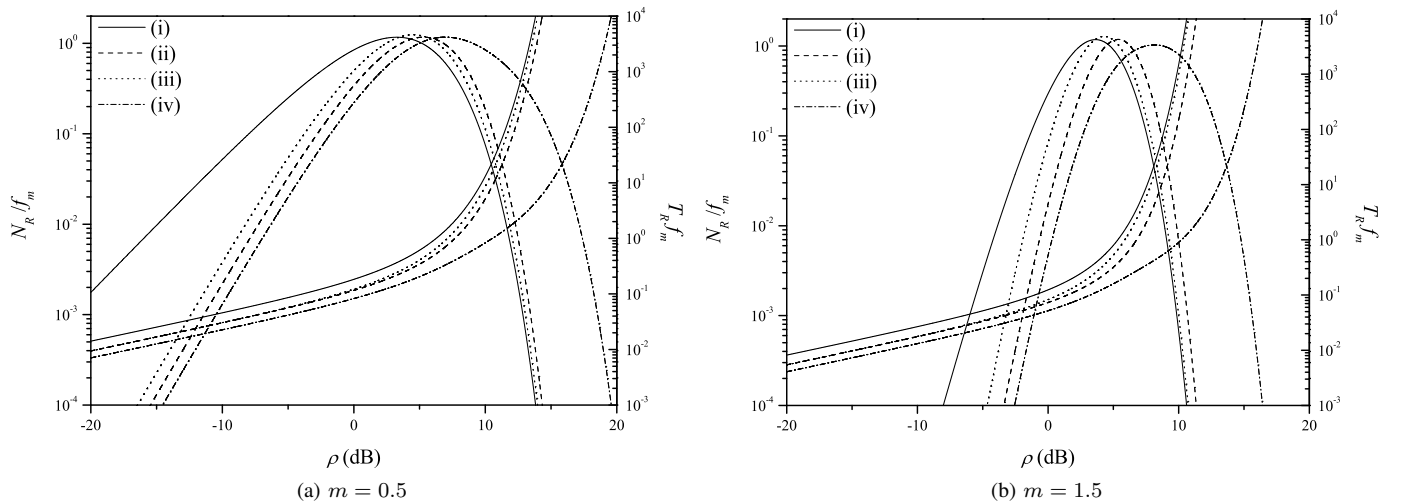 (i)
(ii)
(iii)
(iv)
10^0
10^-1
10^-2
10^-3
10^-4
N_R /f_m
10^4
10^3
10^2
10^1
10^0
10^-1
10^-2
10^-3
T_R f_m
-20
-10
0
10
20
ρ (dB)
(a) m = 0.5
(i)
(ii)
(iii)
(iv)
10^0
10^-1
10^-2
10^-3
10^-4
N_R /f_m
10^4
10^3
10^2
10^1
10^0
10^-1
10^-2
10^-3
T_R f_m
-20
-10
0
10
20
ρ (dB)
(b) m = 1.5